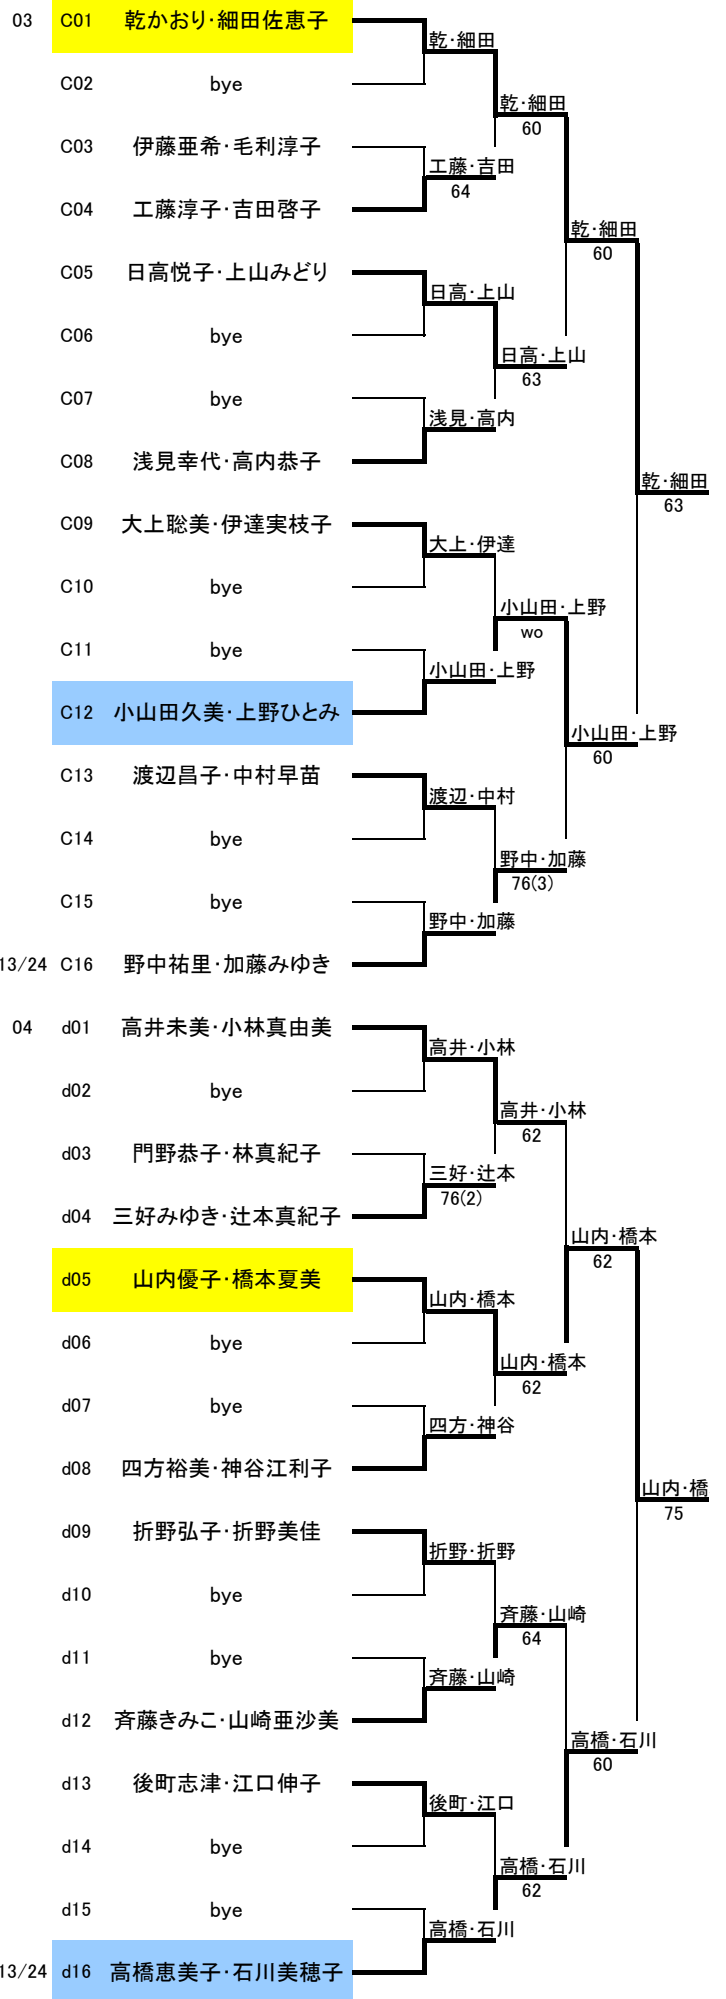 03 C01 乾かおり・細田佐恵子
乾・細田
C02 bye
乾・細田
60
C03 伊藤亜希・毛利淳子
工藤・吉田
64
C04 工藤淳子・吉田啓子
乾・細田
60
C05 日高悦子・上山みどり
日高・上山
C06 bye
日高・上山
63
C07 bye
浅見・高内
C08 浅見幸代・高内恭子
乾・細田
63
C09 大上聡美・伊達実枝子
大上・伊達
C10 bye
小山田・上野
wo
C11 bye
小山田・上野
C12 小山田久美・上野ひとみ
小山田・上野
60
C13 渡辺昌子・中村早苗
渡辺・中村
C14 bye
野中・加藤
76(3)
C15 bye
野中・加藤
13/24 C16 野中祐里・加藤みゆき
04 d01 高井未美・小林真由美
高井・小林
d02 bye
高井・小林
62
d03 門野恭子・林真紀子
三好・辻本
76(2)
d04 三好みゆき・辻本真紀子
山内・橋本
62
d05 山内優子・橋本夏美
山内・橋本
d06 bye
山内・橋本
62
d07 bye
四方・神谷
d08 四方裕美・神谷江利子
山内・橋
75
d09 折野弘子・折野美佳
折野・折野
d10 bye
斉藤・山崎
64
d11 bye
斉藤・山崎
d12 斉藤きみこ・山崎亜沙美
高橋・石川
60
d13 後町志津・江口伸子
後町・江口
d14 bye
高橋・石川
62
d15 bye
高橋・石川
13/24 d16 高橋恵美子・石川美穂子